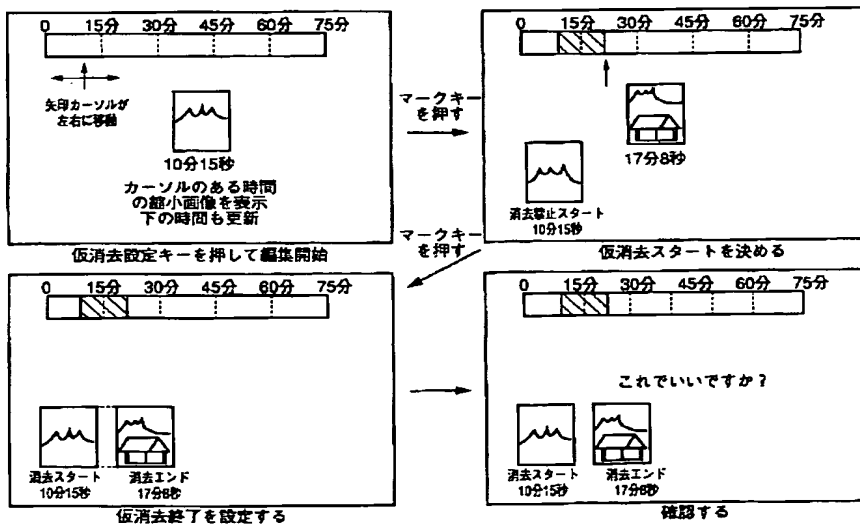 0 15分 30分 45分 60分 75分
矢印カーソルが
左右に移動
10分15秒
カーソルのある時間
の縮小画像を表示
下の時間も更新
仮消去設定キーを押して編集開始
マークキー
を押す
0 15分 30分 45分 60分 75分
17分8秒
消去禁止スタート
10分15秒
仮消去スタートを決める
マークキー
を押す
0 15分 30分 45分 60分 75分
消去スタート
10分15秒
消去エンド
17分8秒
仮消去終了を設定する
0 15分 30分 45分 60分 75分
これでいいですか？
消去スタート
10分15秒
消去エンド
17分8秒
確認する